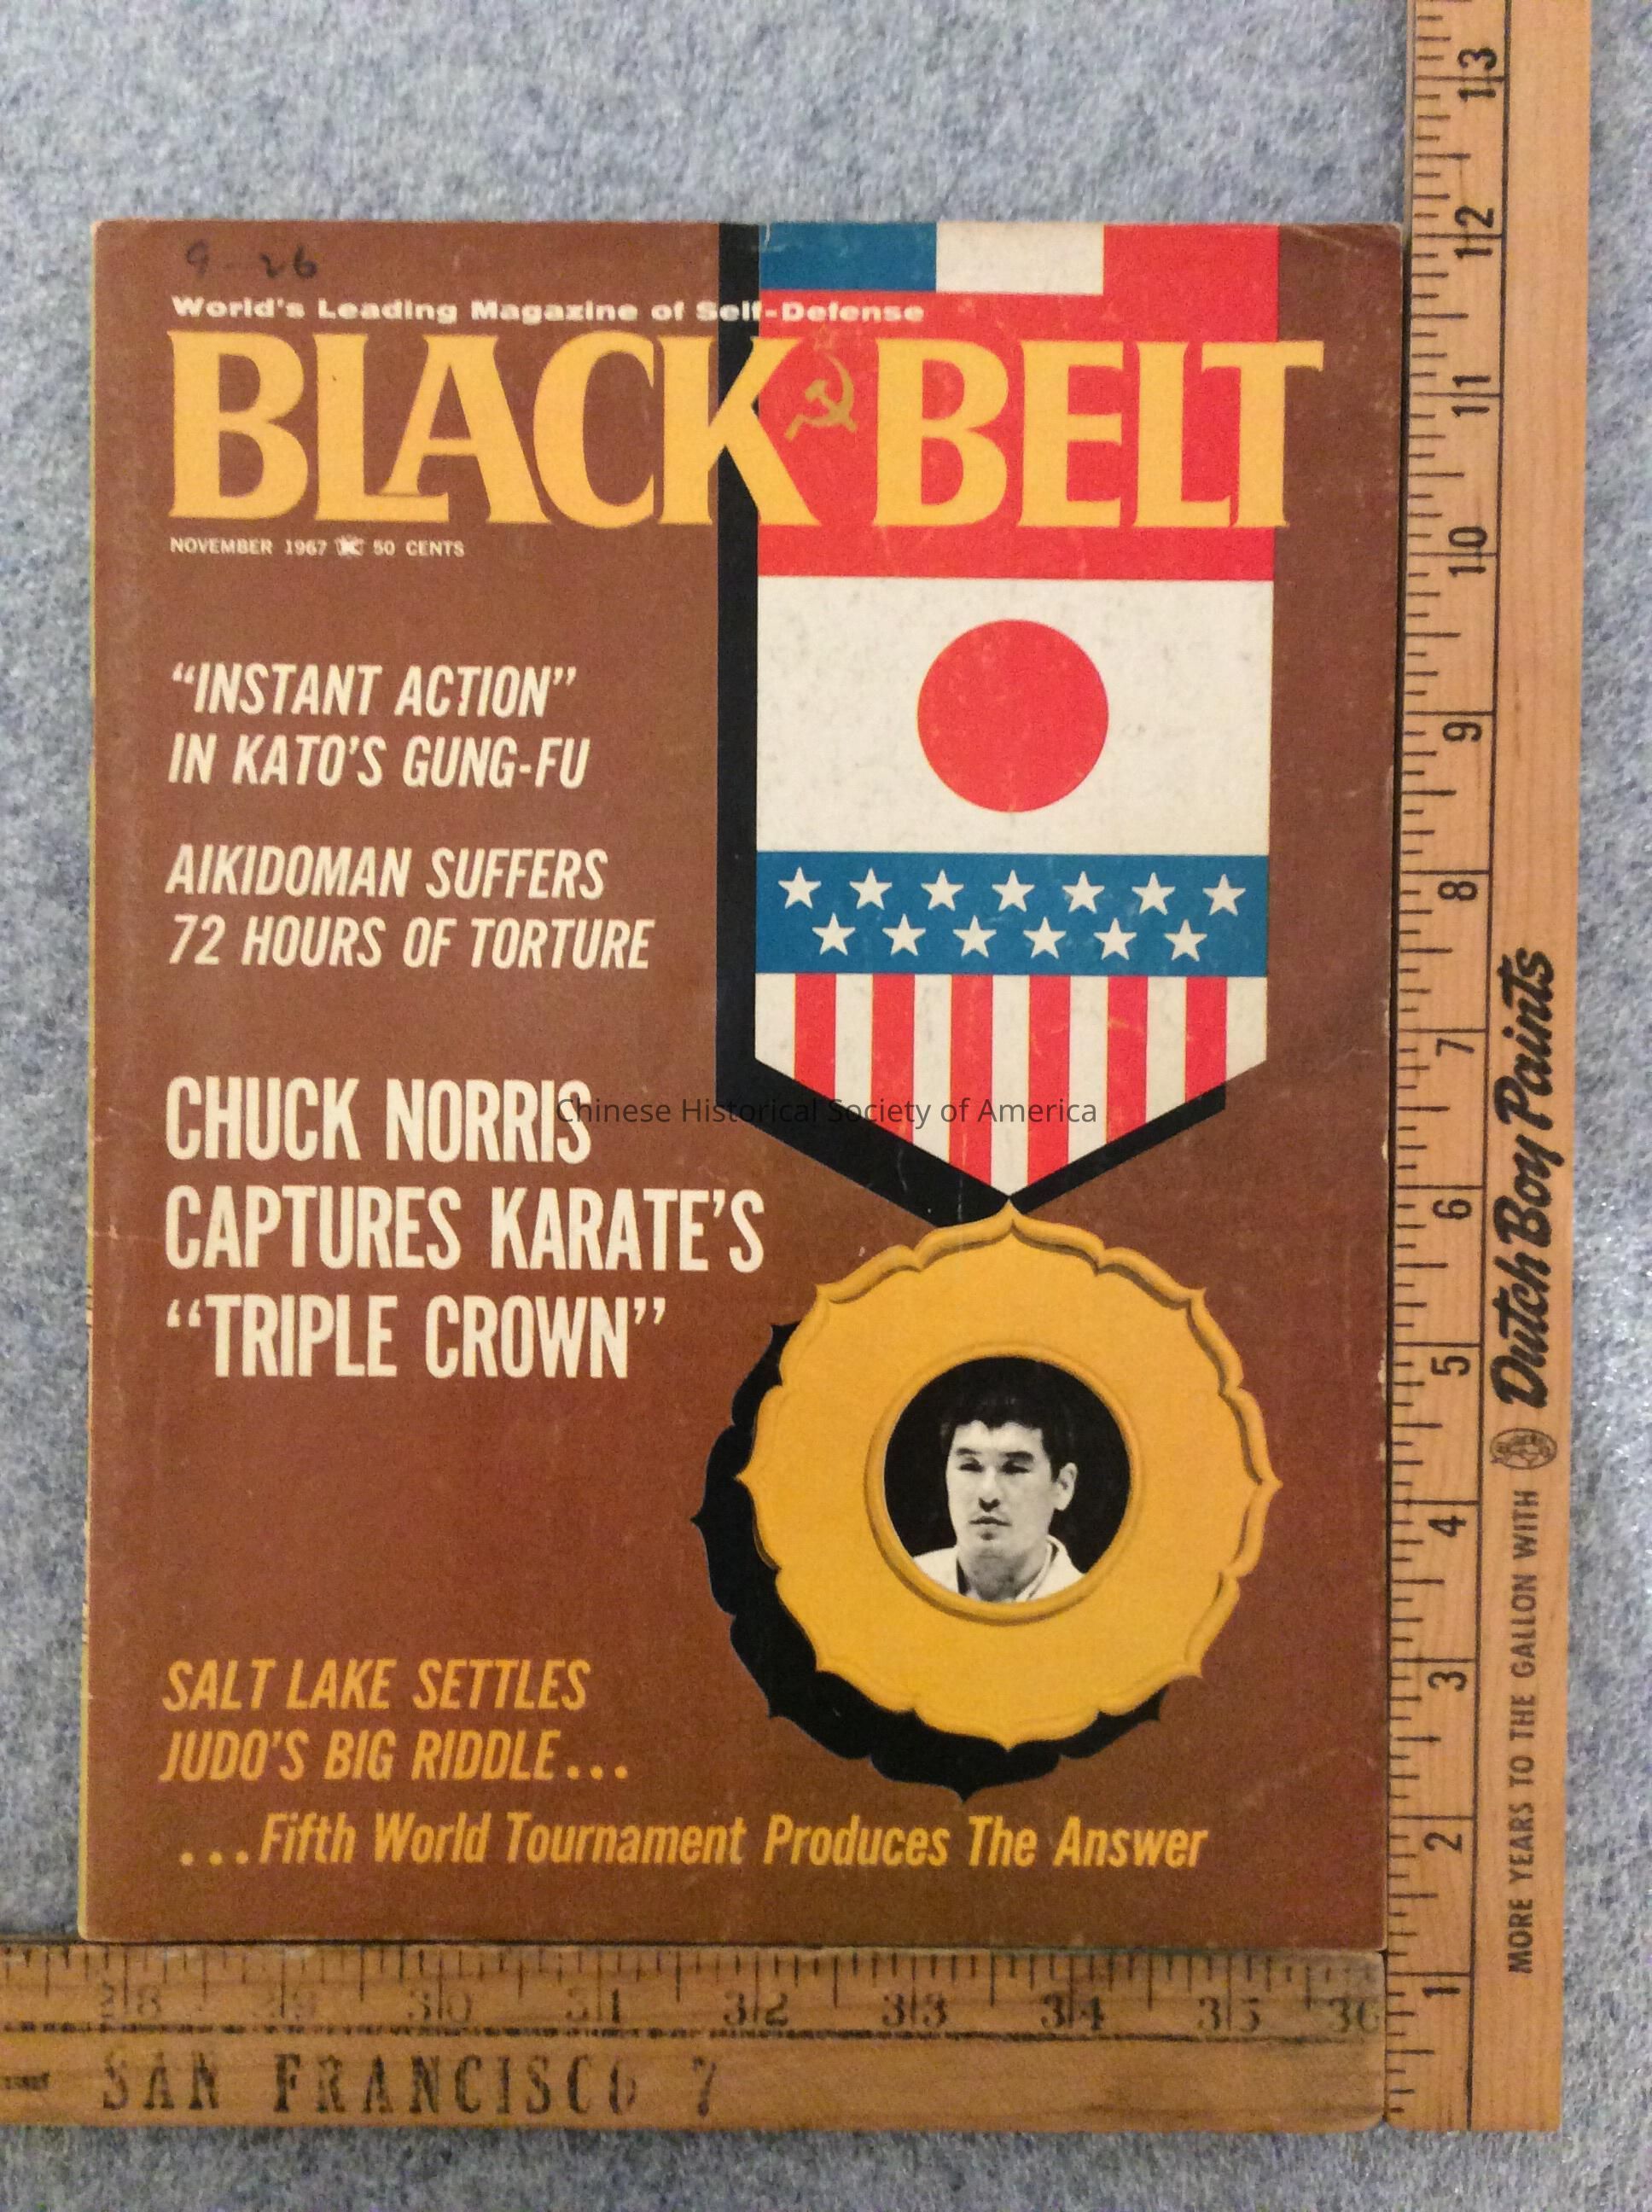 9-26
World's Leading Magazine of Self-Defense
BLACK BELT
NOVEMBER 1967 50 CENTS
“INSTANT ACTION”
IN KATO’S GUNG-FU
AIKIDOMAN SUFFERS
72 HOURS OF TORTURE
CHUCK NORRIS
CAPTURES KARATE’S
“TRIPLE CROWN”
Chinese Historical Society of America
SALT LAKE SETTLES
JUDO’S BIG RIDDLE...
...Fifth World Tournament Produces The Answer
13
12
11
10
9
8
7
6
5
4
3
2
1
MORE YEARS TO THE GALLON WITH Dutch Boy Paints
28 29 30 31 32 33 34 35 36
SAN FRANCISCO 7